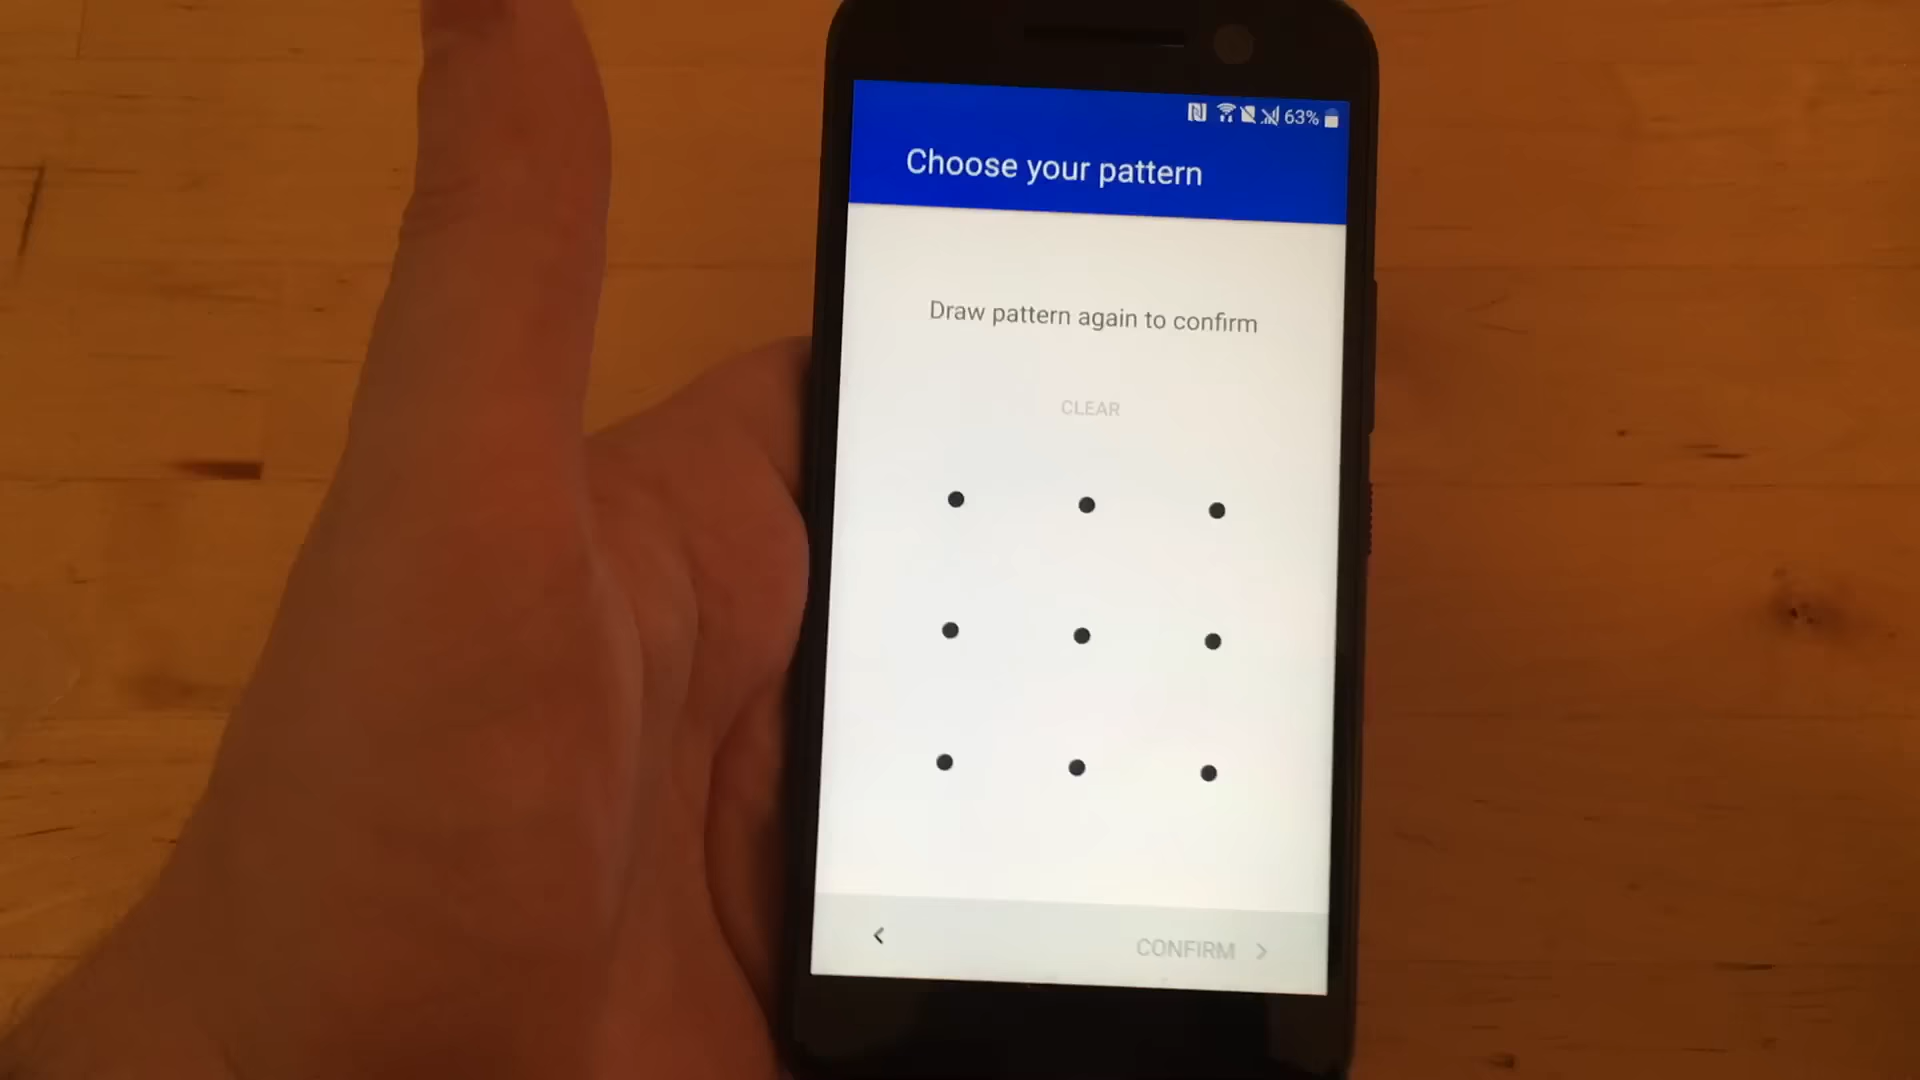 63%
Choose your pattern
Draw pattern again to confirm
CLEAR
CONFIRM